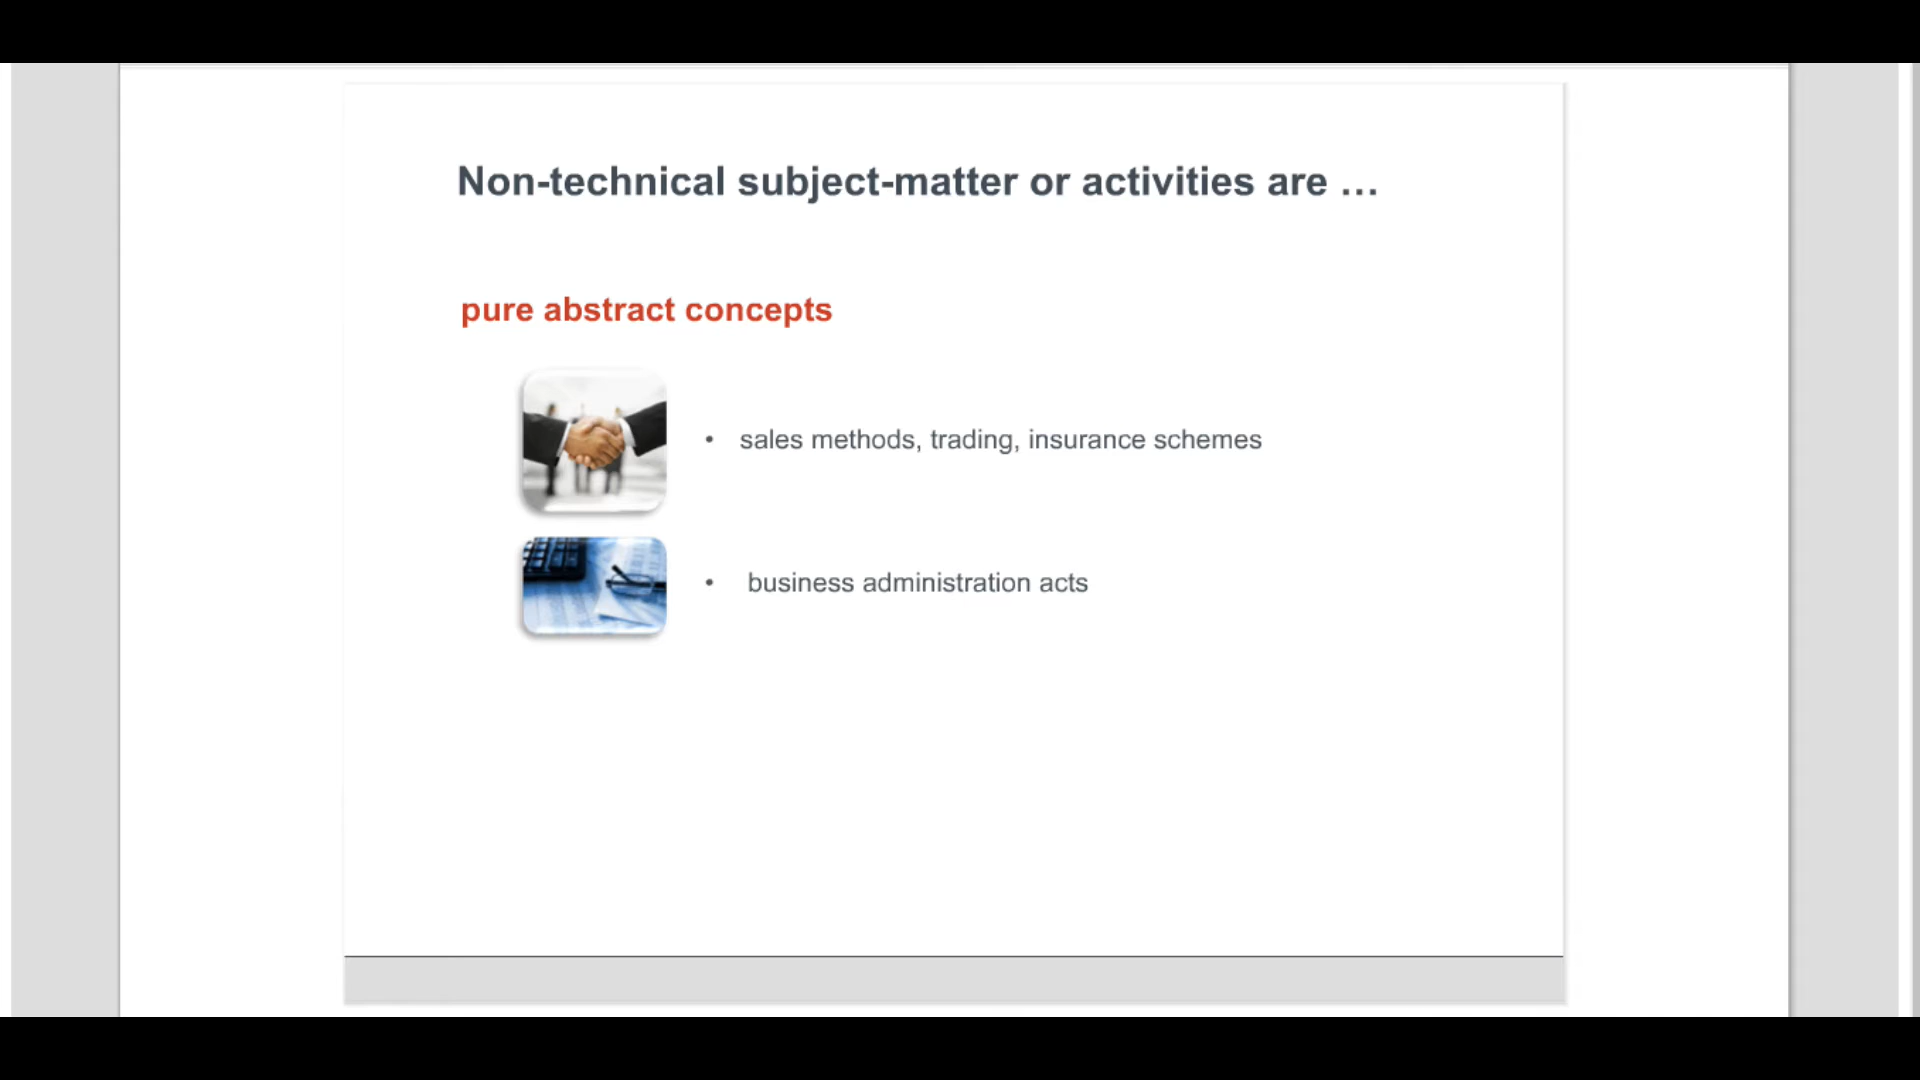 Non-technical subject-matter or activities are …
pure abstract concepts
• sales methods, trading, insurance schemes
• business administration acts